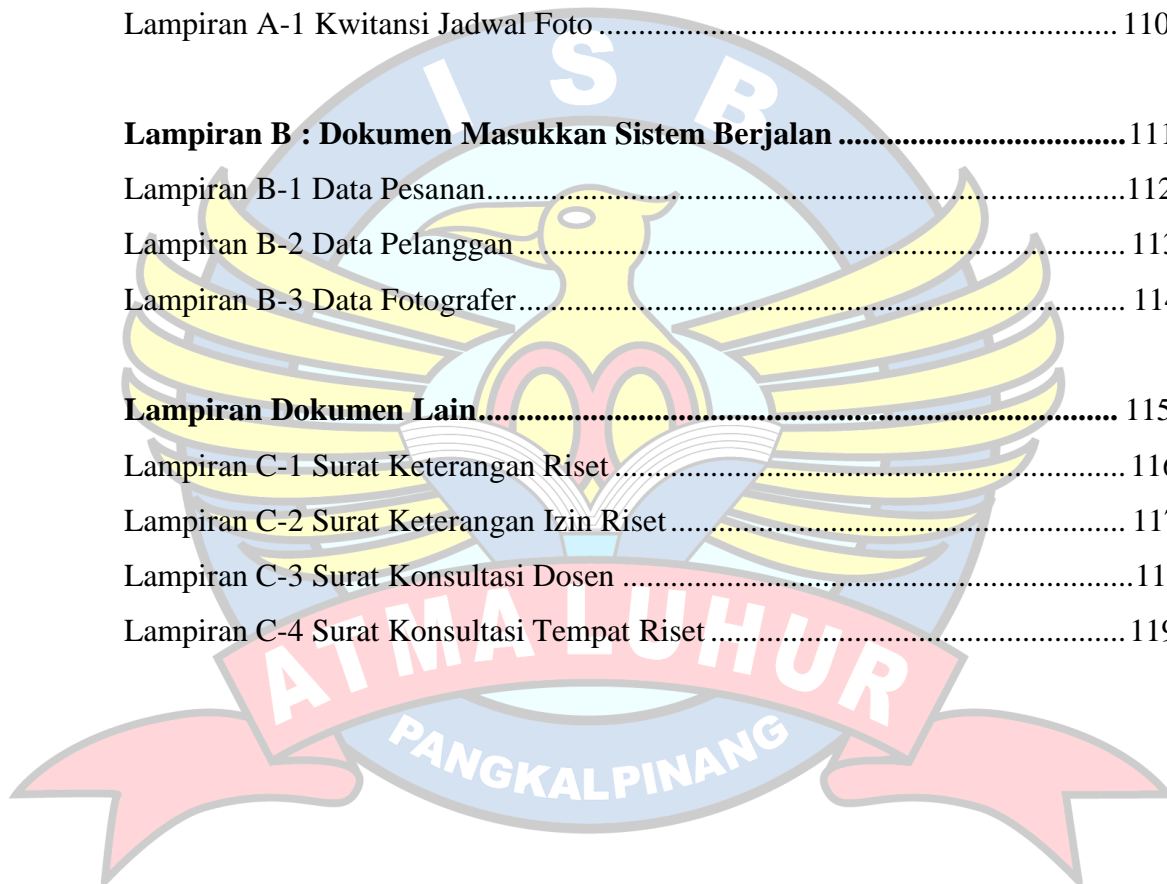 Lampiran A-1 Kwitansi Jadwal Foto ................................................................. 110
I S B
Lampiran B : Dokumen Masukkan Sistem Berjalan .................................... 111
Lampiran B-1 Data Pesanan................................................................................112
Lampiran B-2 Data Pelanggan ............................................................................ 113
Lampiran B-3 Data Fotografer............................................................................ 114
Lampiran Dokumen Lain................................................................................ 115
Lampiran C-1 Surat Keterangan Riset ................................................................ 116
Lampiran C-2 Surat Keterangan Izin Riset ......................................................... 117
Lampiran C-3 Surat Konsultasi Dosen ................................................................11
Lampiran C-4 Surat Konsultasi Tempat Riset .................................................... 119
ATMA LUHUR
PANGKALPINANG